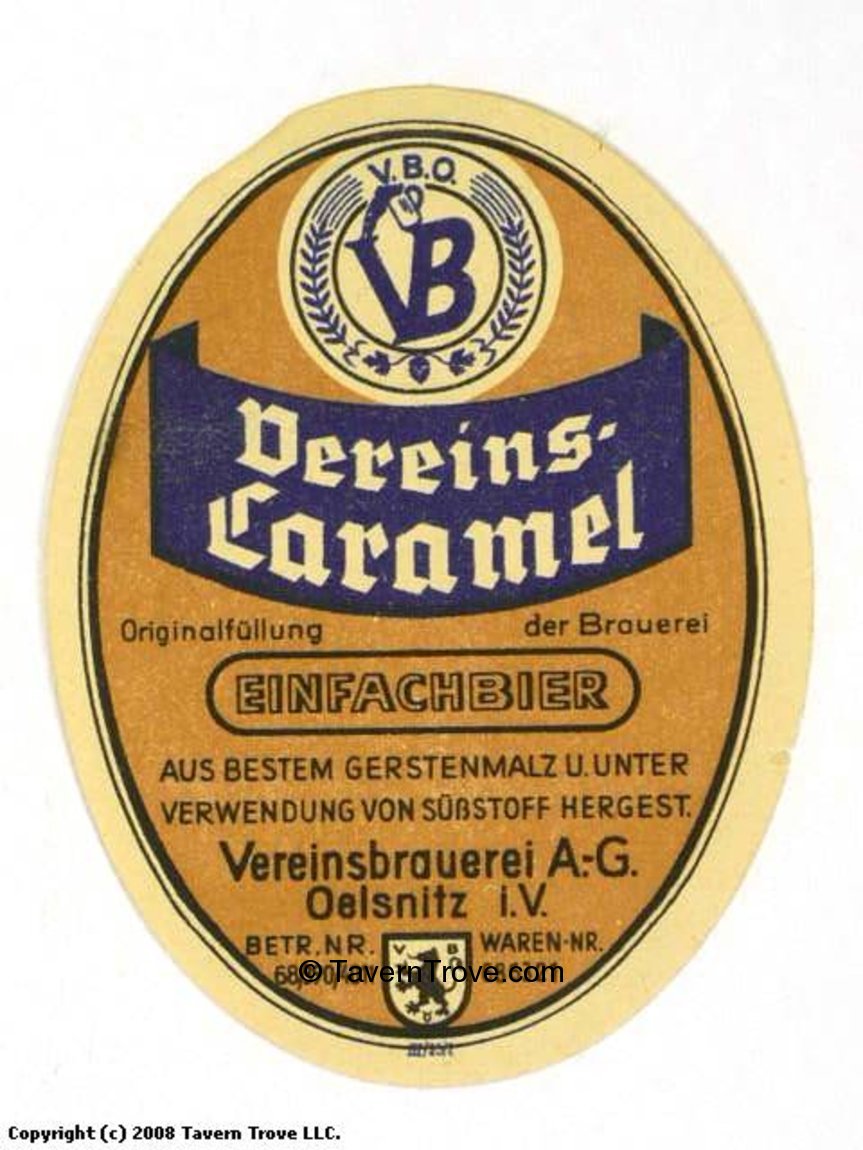 V.B.O.
VB
Vereins-
Caramel
Originalfüllung der Brauerei
EINFACHBIER
AUS BESTEM GERSTENMALZ U. UNTER
VERWENDUNG VON SÜßSTOFF HERGEST.
Vereinsbrauerei A.-G.
Oelsnitz i.V.
BETR. NR. WAREN-NR.
V B O
© TavernTrove.com
Copyright (c) 2008 Tavern Trove LLC.